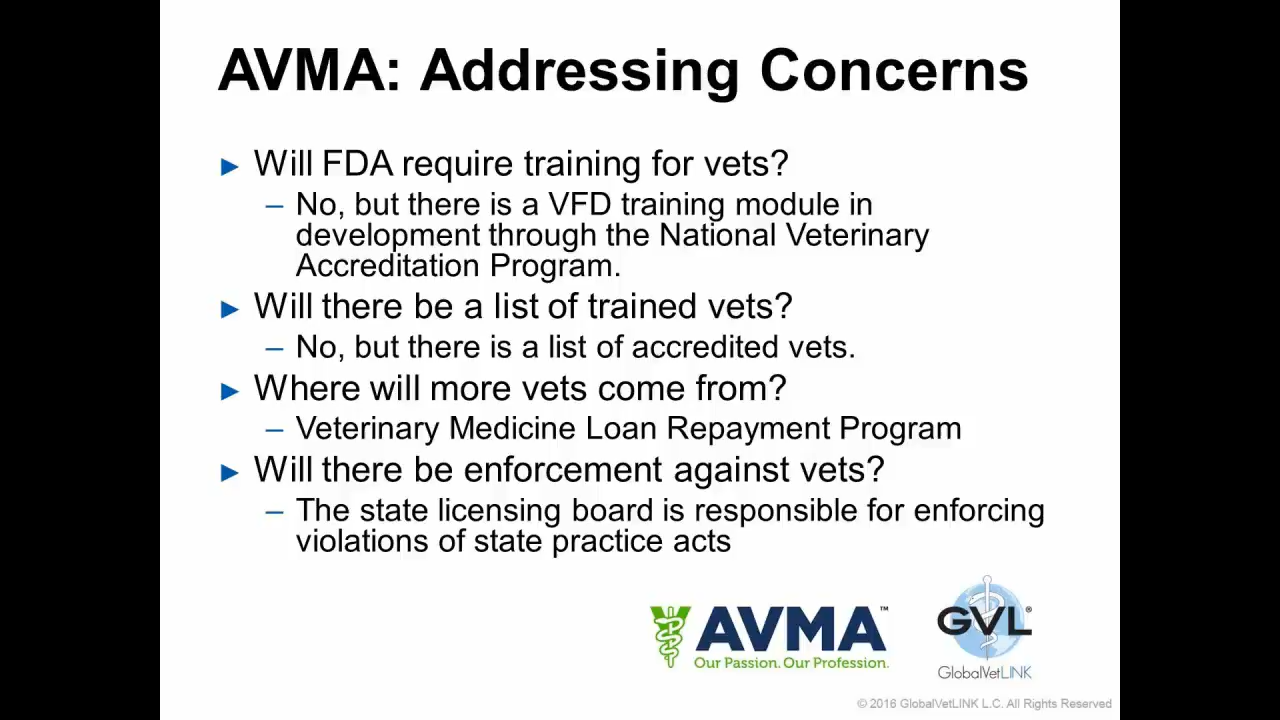 AVMA: Addressing Concerns
► Will FDA require training for vets?
– No, but there is a VFD training module in
development through the National Veterinary
Accreditation Program.
► Will there be a list of trained vets?
– No, but there is a list of accredited vets.
► Where will more vets come from?
– Veterinary Medicine Loan Repayment Program
► Will there be enforcement against vets?
– The state licensing board is responsible for enforcing
violations of state practice acts
AVMA™
Our Passion. Our Profession.
GVL®
GlobalVetLINK
© 2016 GlobalVetLINK L.C. All Rights Reserved